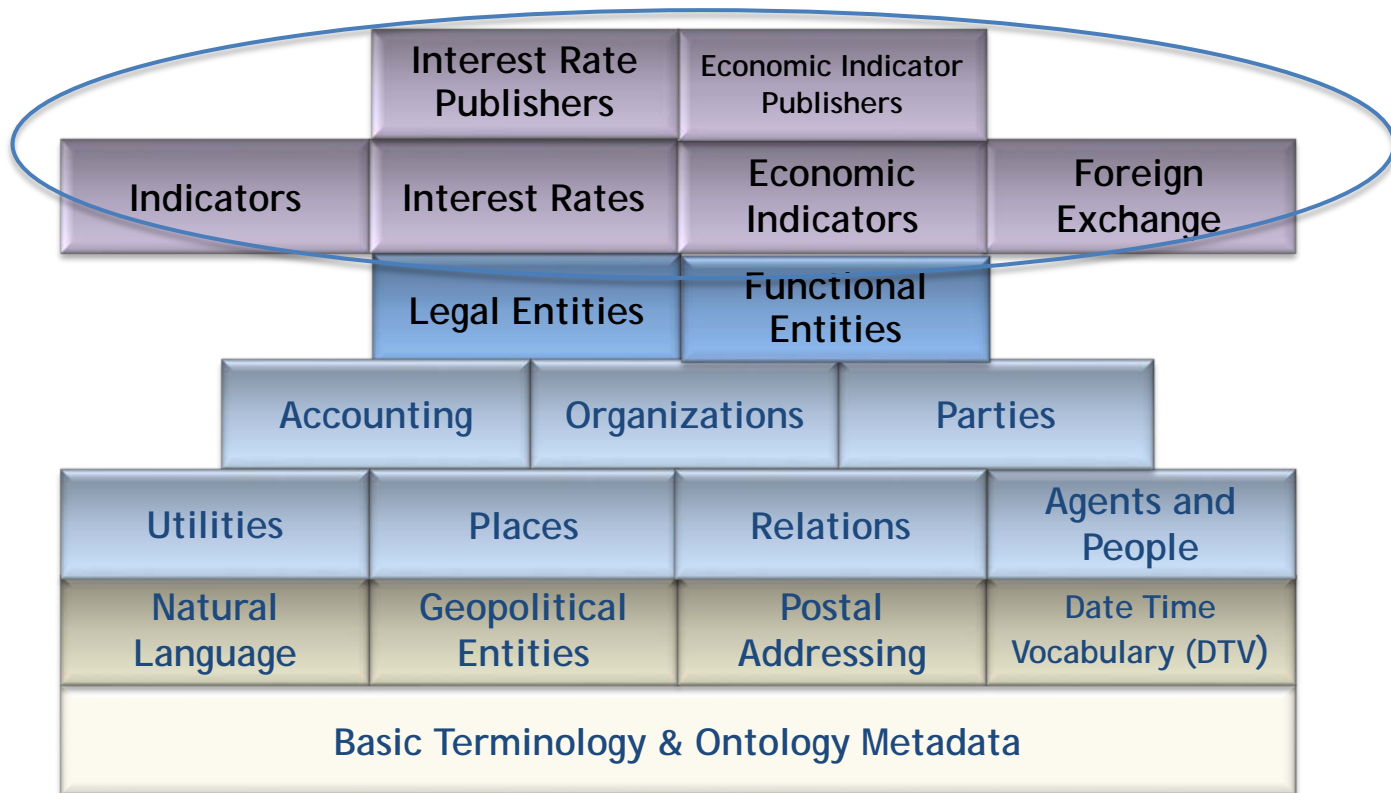 Interest Rate
Publishers
Economic Indicator
Publishers
Indicators
Interest Rates
Economic
Indicators
Foreign
Exchange
Legal Entities
Functional
Entities
Accounting
Organizations
Parties
Utilities
Places
Relations
Agents and
People
Natural
Language
Geopolitical
Entities
Postal
Addressing
Date Time
Vocabulary (DTV)
Basic Terminology & Ontology Metadata